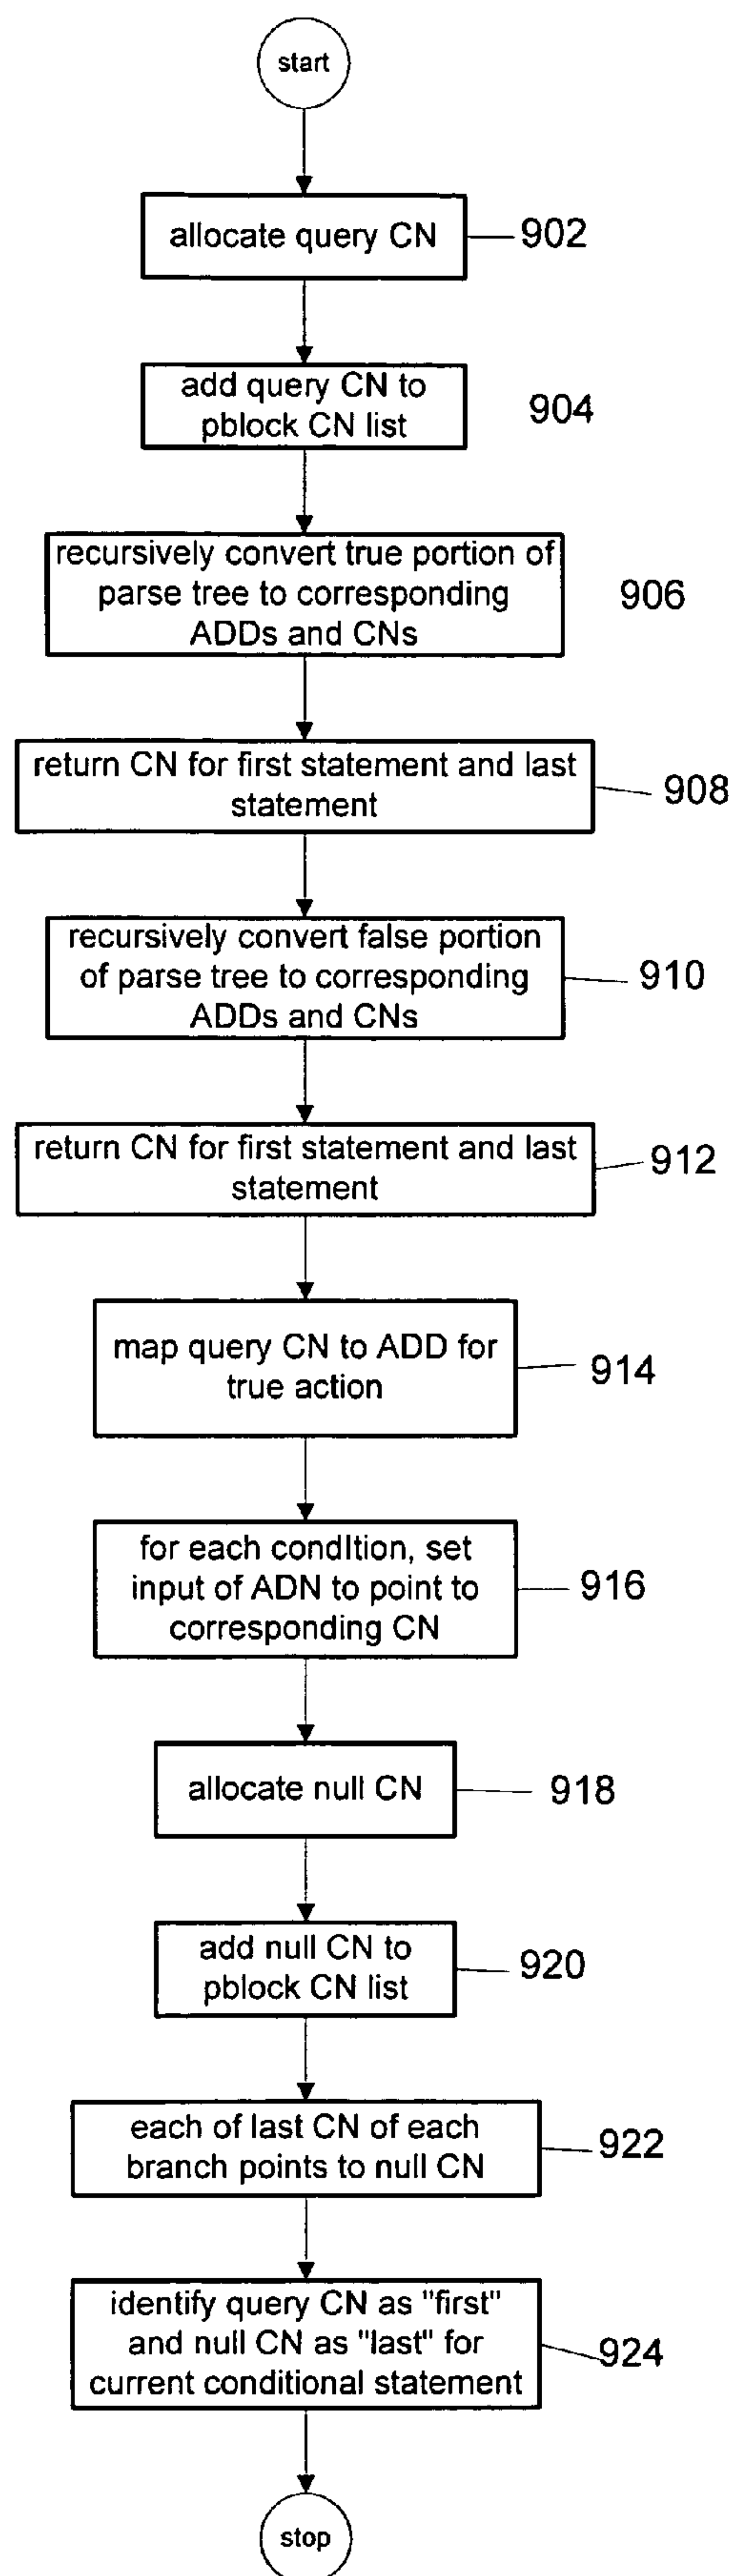 start
allocate query CN
902
add query CN to
pblock CN list
904
recursively convert true portion of
parse tree to corresponding
ADDs and CNs
906
return CN for first statement and last
statement
908
recursively convert false portion
of parse tree to corresponding
ADDs and CNs
910
return CN for first statement and last
statement
912
map query CN to ADD for
true action
914
for each condition, set
input of ADN to point to
corresponding CN
916
allocate null CN
918
add null CN to
pblock CN list
920
each of last CN of each
branch points to null CN
922
identify query CN as "first"
and null CN as "last" for
current conditional statement
924
stop